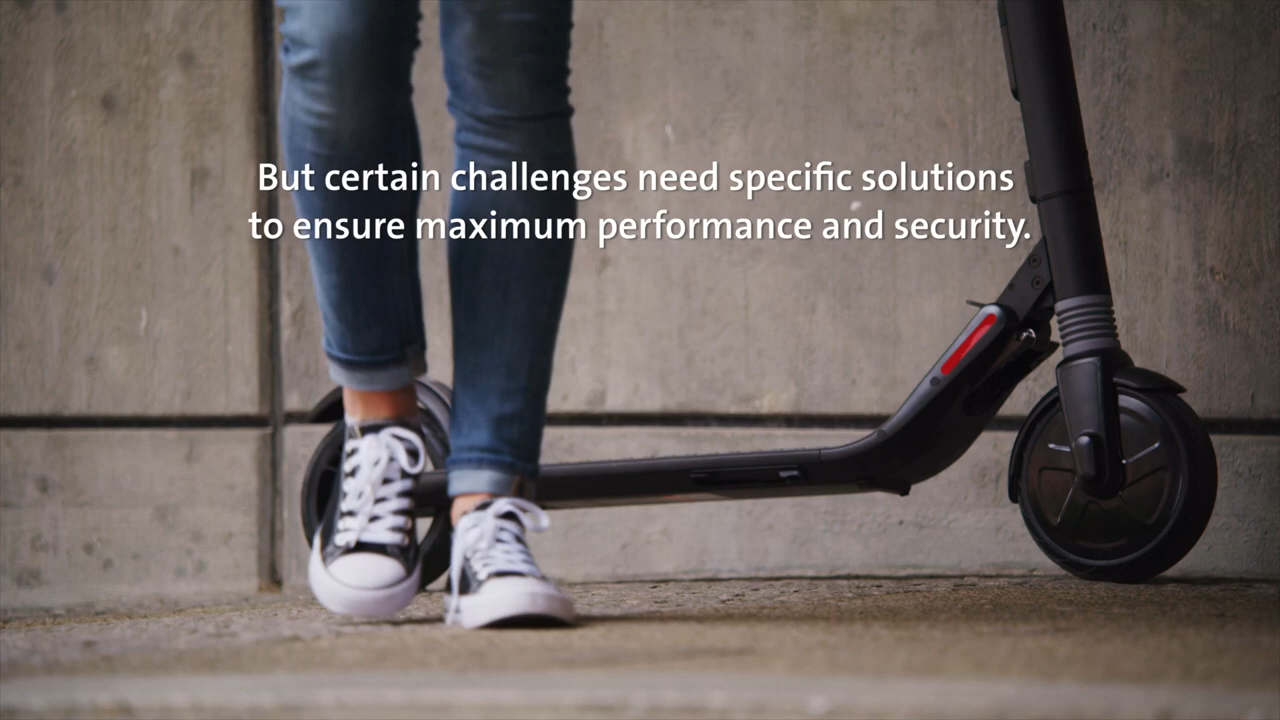 But certain challenges need specific solutions
to ensure maximum performance and security.